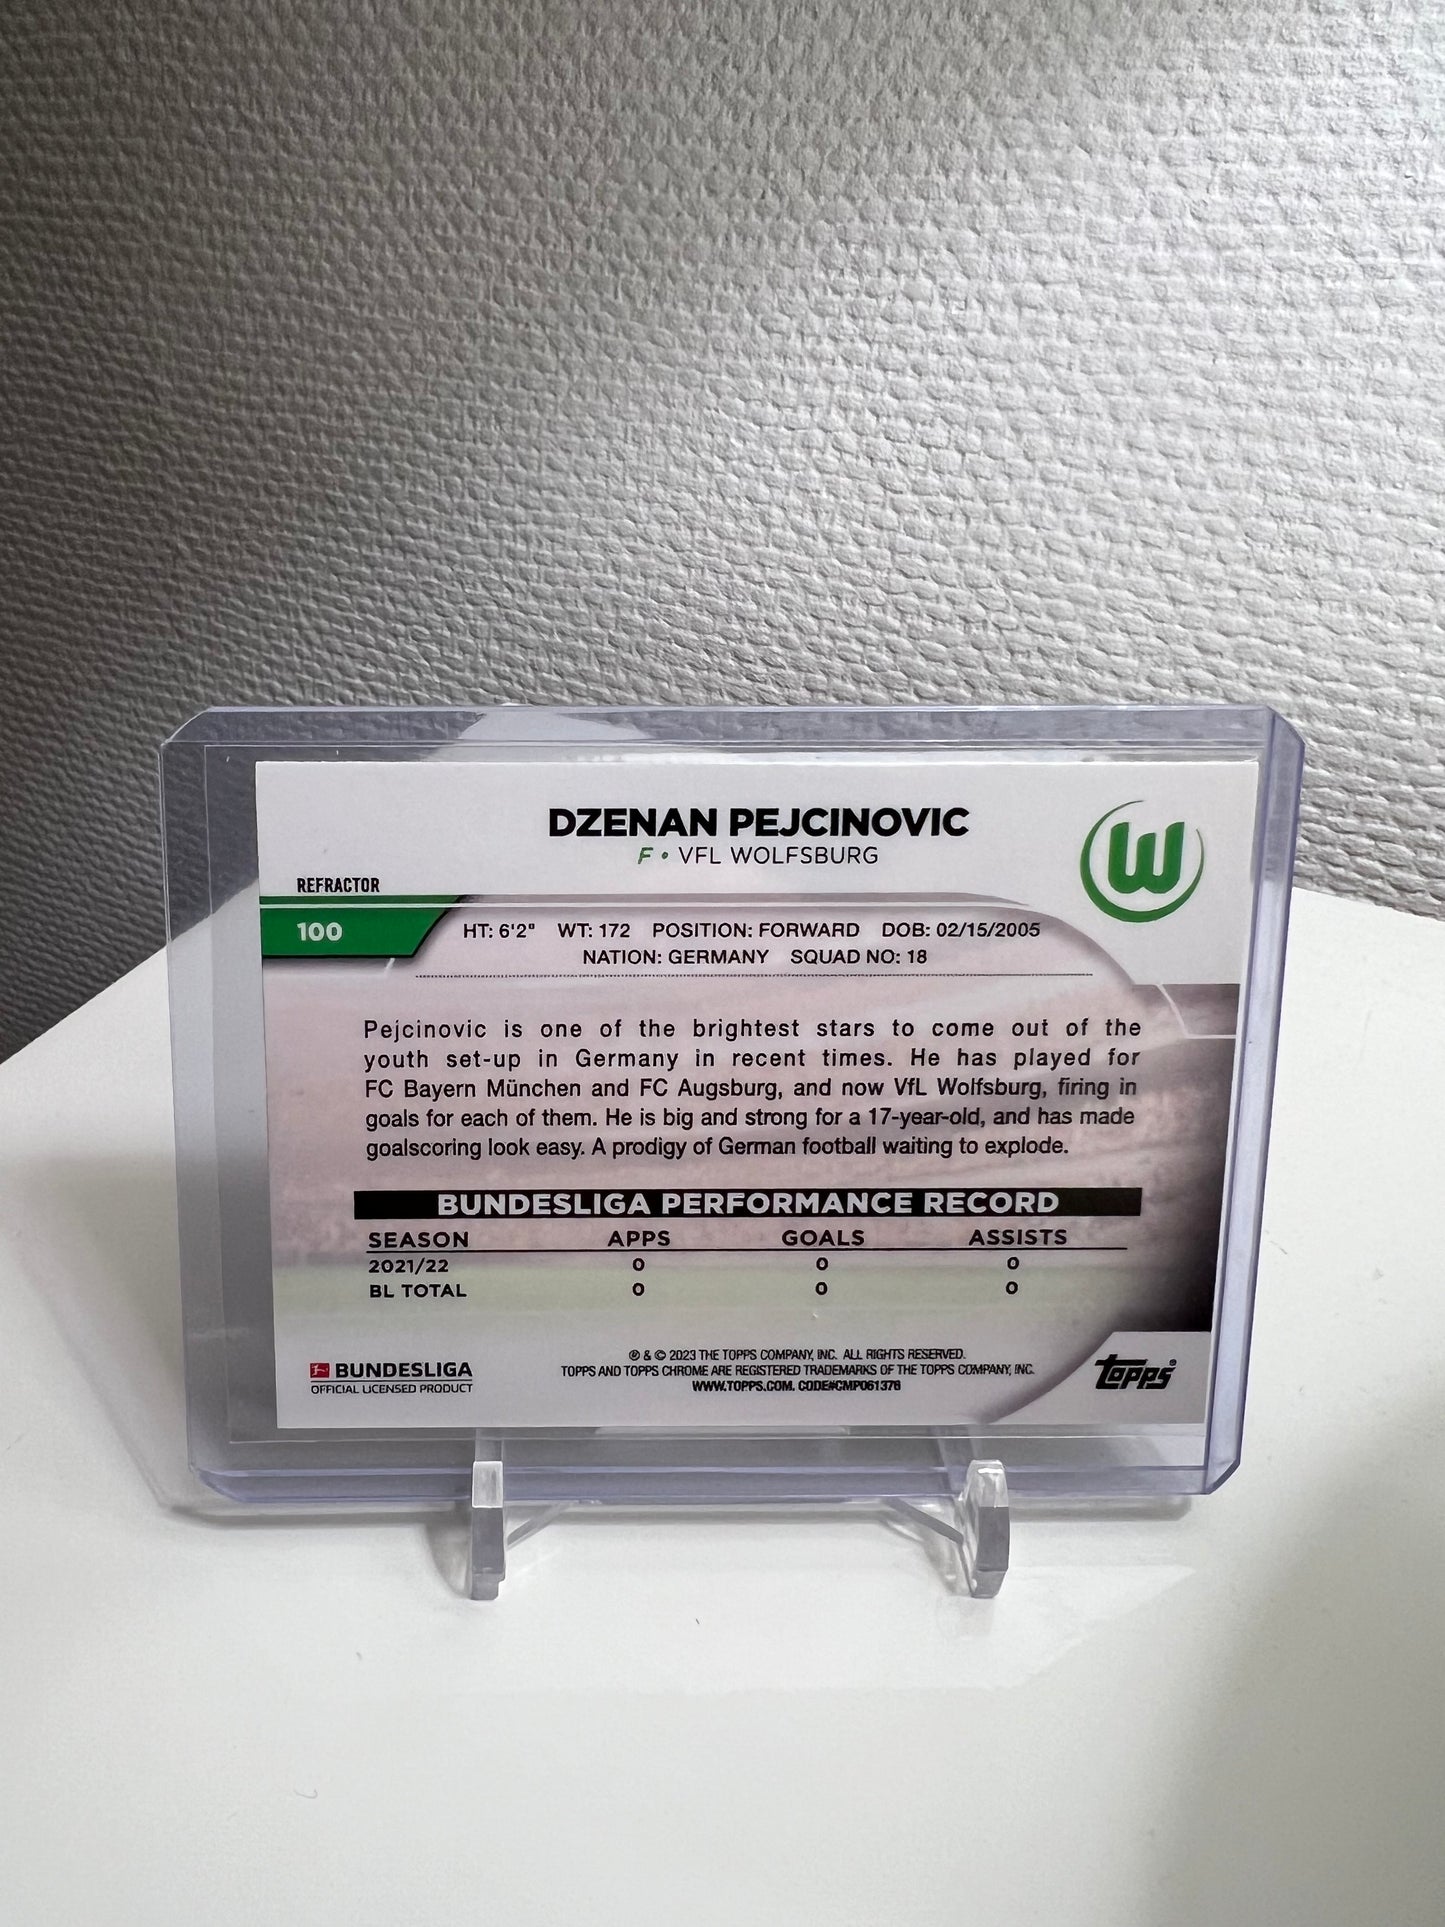 DZENAN PEJCINOVIC
F • VFL WOLFSBURG
W
REFRACTOR
100
HT: 6'2" WT: 172 POSITION: FORWARD DOB: 02/15/2005
NATION: GERMANY SQUAD NO: 18
Pejcinovic is one of the brightest stars to come out of the
youth set-up in Germany in recent times. He has played for
FC Bayern München and FC Augsburg, and now VfL Wolfsburg, firing in
goals for each of them. He is big and strong for a 17-year-old, and has made
goalscoring look easy. A prodigy of German football waiting to explode.
BUNDESLIGA PERFORMANCE RECORD
SEASON APPS GOALS ASSISTS
2021/22 0 0 0
BL TOTAL 0 0 0
BUNDESLIGA
OFFICIAL LICENSED PRODUCT
® & © 2023 THE TOPPS COMPANY, INC. ALL RIGHTS RESERVED.
TOPPS AND TOPPS CHROME ARE REGISTERED TRADEMARKS OF THE TOPPS COMPANY, INC.
WWW.TOPPS.COM. CODE#CMP061378
topps®